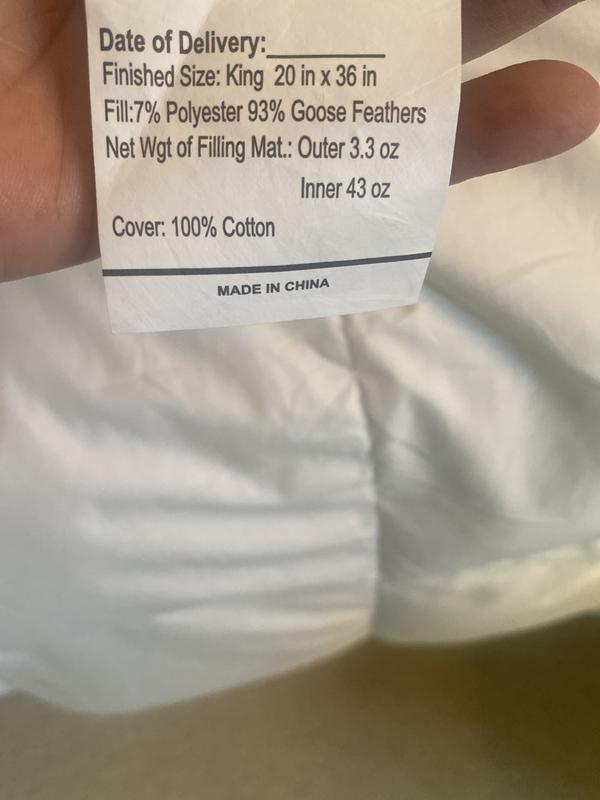 Date of Delivery:__________
Finished Size: King 20 in x 36 in
Fill:7% Polyester 93% Goose Feathers
Net Wgt of Filling Mat.: Outer 3.3 oz
Inner 43 oz
Cover: 100% Cotton
MADE IN CHINA